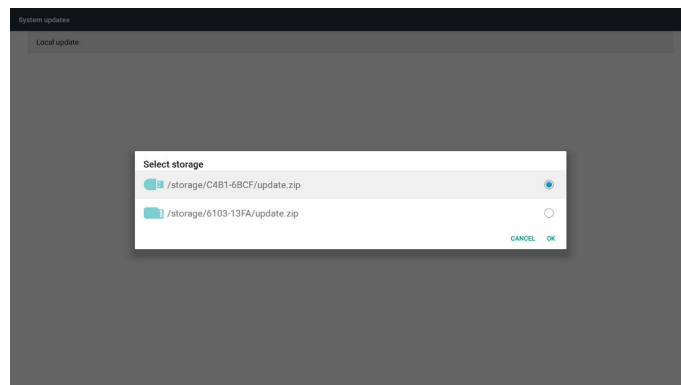 System updates
Local update
Select storage
/storage/C4B1-6BCF/update.zip
/storage/6103-13FA/update.zip
CANCEL OK